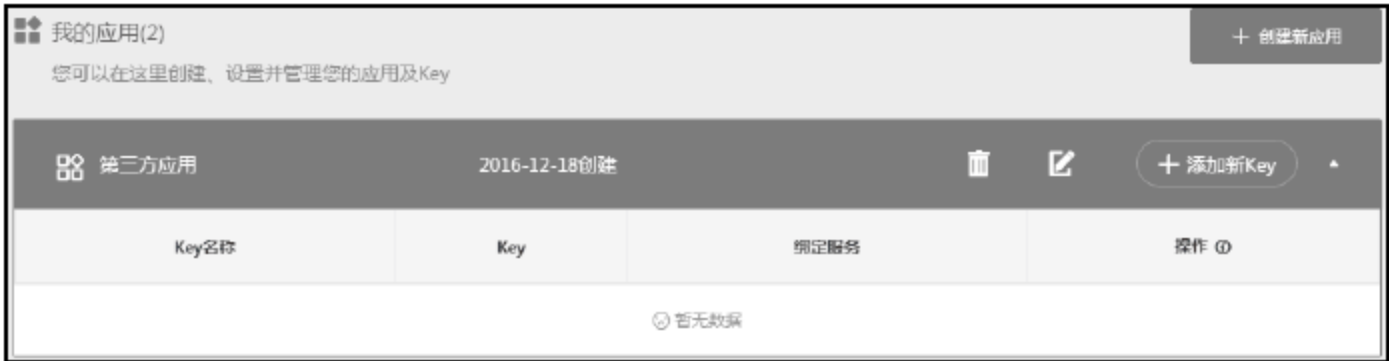 我的应用(2)
+ 创建新应用
您可以在这里创建、设置并管理您的应用及Key
第三方应用 2016-12-18创建 + 添加新Key
Key名称 Key 绑定服务 操作
暂无数据